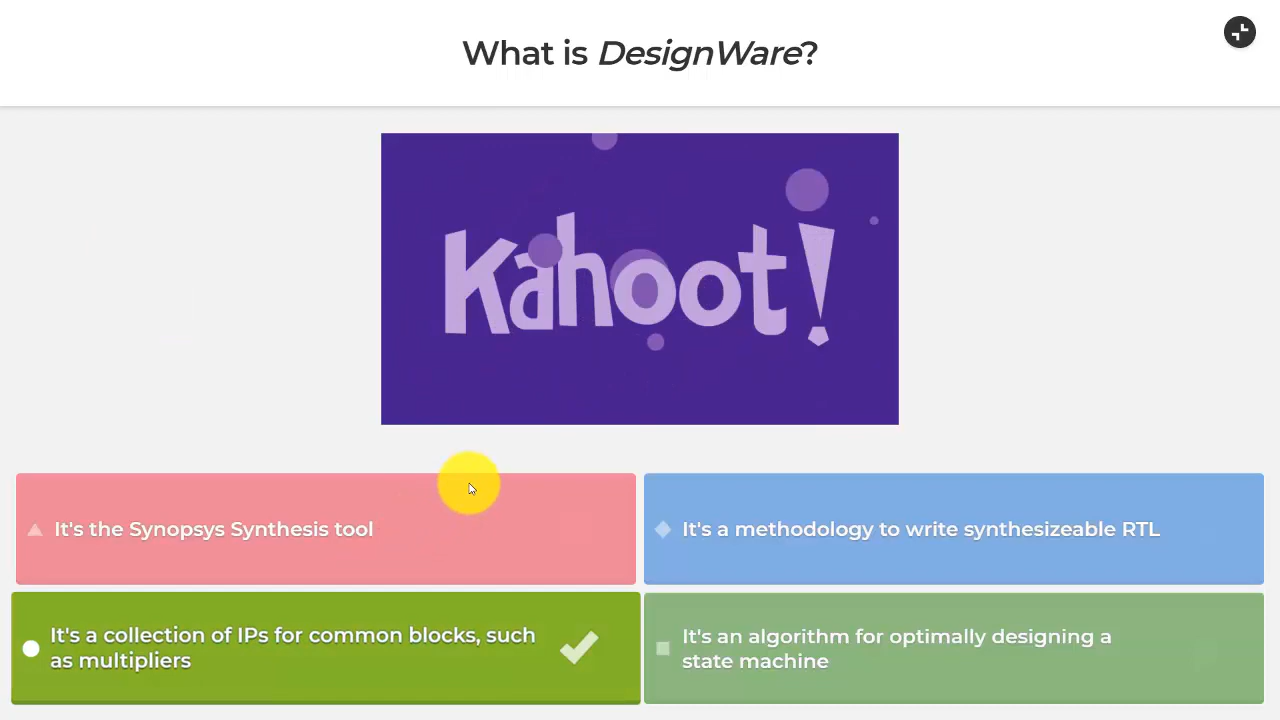 What is DesignWare?
Kahoot!
It's the Synopsys Synthesis tool
It's a methodology to write synthesizeable RTL
It's a collection of IPs for common blocks, such
as multipliers
It's an algorithm for optimally designing a
state machine